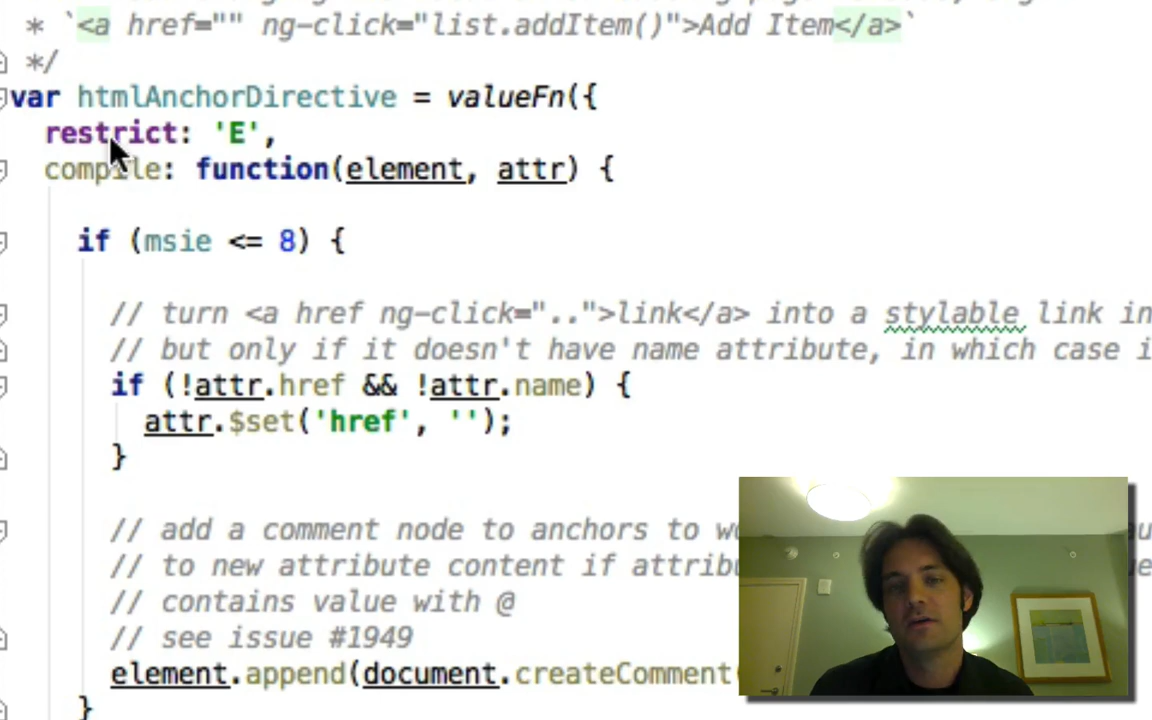 * `<a href="" ng-click="list.addItem()">Add Item</a>`
*/
var htmlAnchorDirective = valueFn({
restrict: 'E',
compile: function(element, attr) {
if (msie <= 8) {
// turn <a href ng-click="..">link</a> into a stylable link in
// but only if it doesn't have name attribute, in which case i
if (!attr.href && !attr.name) {
attr.$set('href', '');
}
// add a comment node to anchors to
// to new attribute content if
// contains value with @
// see issue #1949
element.append(document.createComment
}